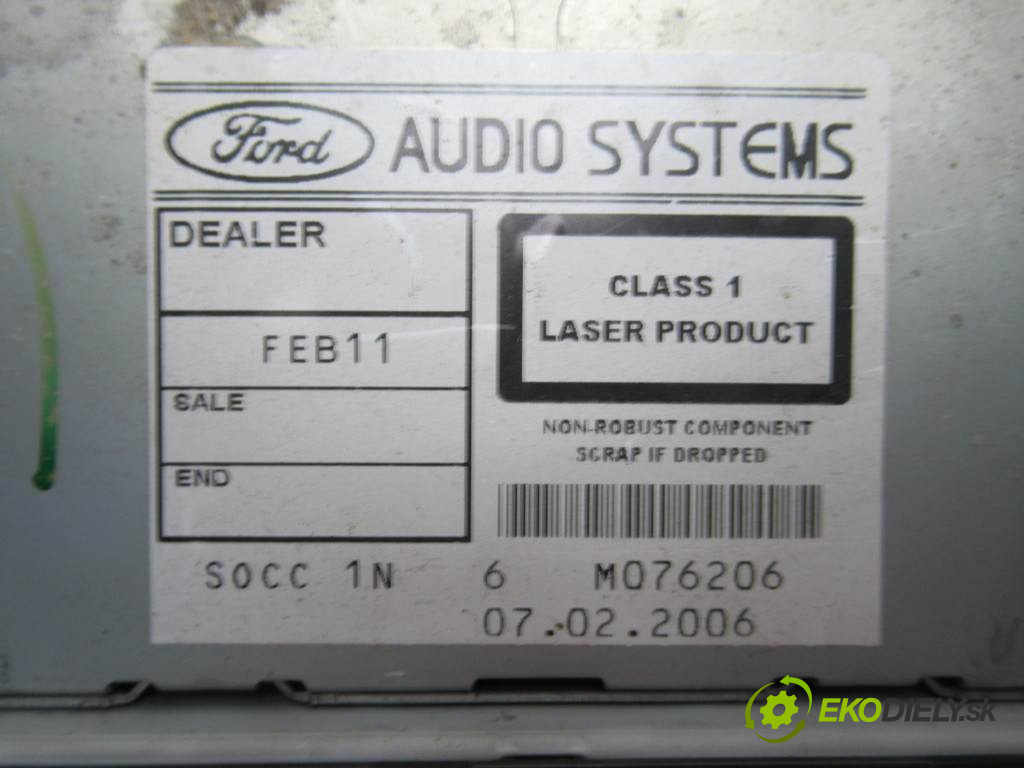 Ford AUDIO SYSTEMS
DEALER
FEB11
SALE
END
CLASS 1
LASER PRODUCT
NON-ROBUST COMPONENT
SCRAP IF DROPPED
SOCC 1N 6 M076206
07.02.2006
EKODIELY.SK